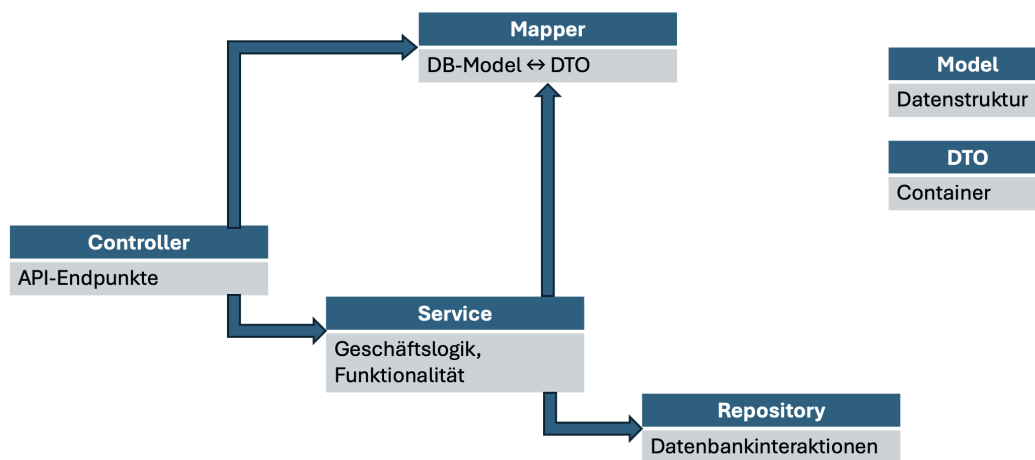 Mapper
DB-Model ↔ DTO
Model
Datenstruktur
DTO
Container
Controller
API-Endpunkte
Service
Geschäftslogik,
Funktionalität
Repository
Datenbankinteraktionen